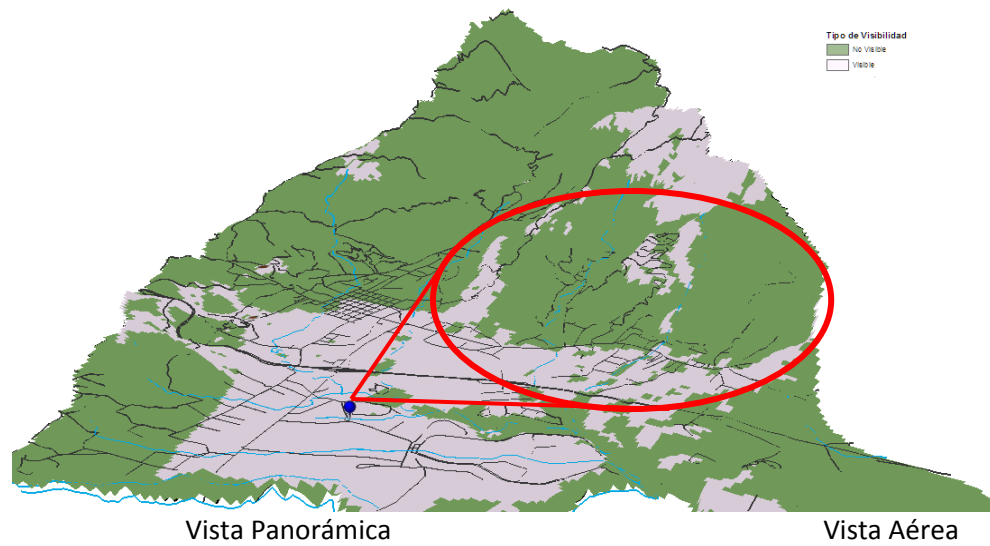 Tipo de Visibilidad
No Visible
Visible
Vista Panorámica
Vista Aérea